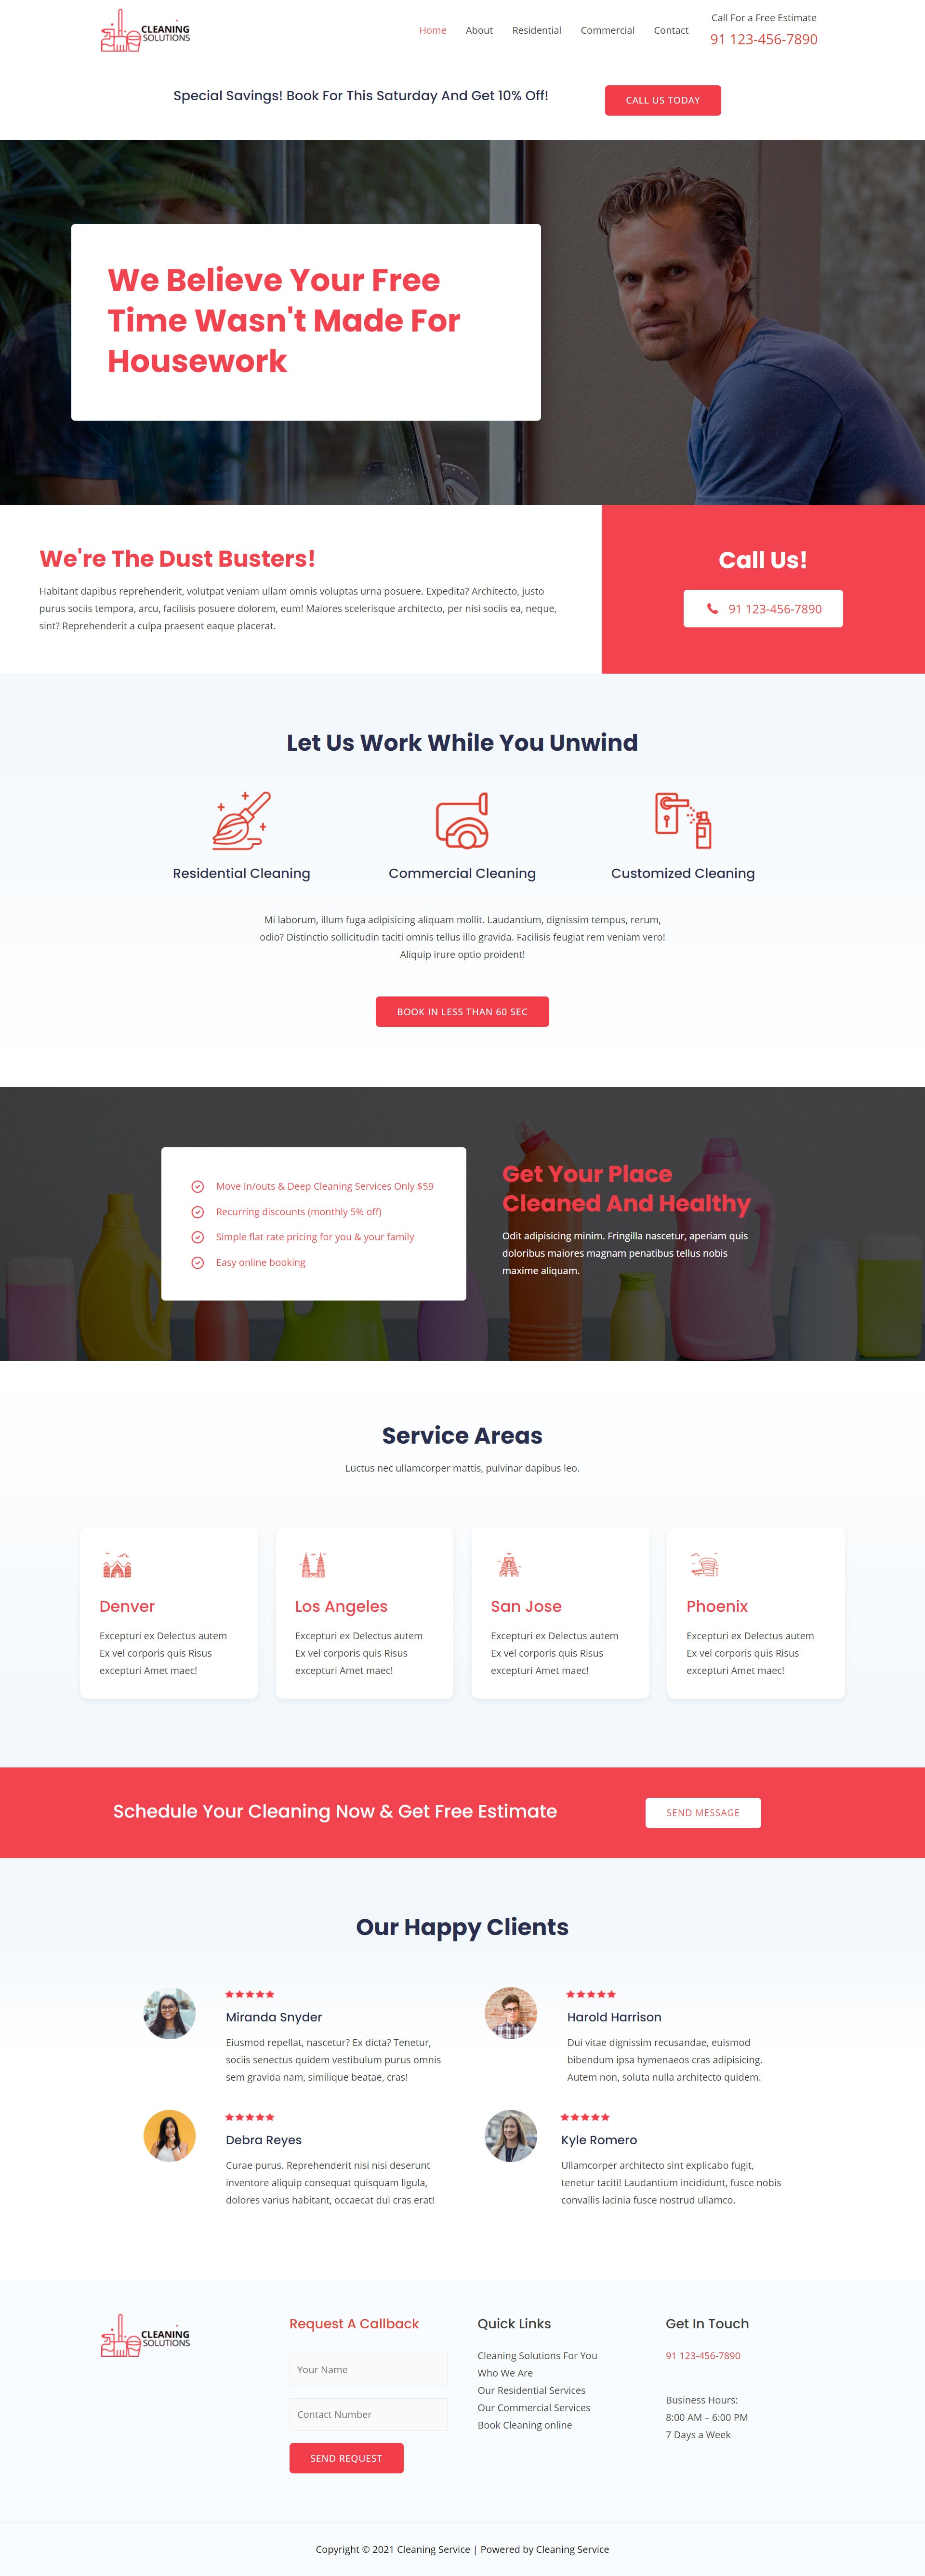 CLEANING
SOLUTIONS
Home
About
Residential
Commercial
Contact
Call For a Free Estimate
91 123-456-7890
Special Savings! Book For This Saturday And Get 10% Off!
CALL US TODAY
We Believe Your Free
Time Wasn't Made For
Housework
We're The Dust Busters!
Habitant dapibus reprehenderit, volutpat veniam ullam omnis voluptas urna posuere. Expedita? Architecto, justo
purus sociis tempora, arcu, facilisis posuere dolorem, eum! Maiores scelerisque architecto, per nisi sociis ea, neque,
sint? Reprehenderit a culpa praesent eaque placerat.
Call Us!
91 123-456-7890
Let Us Work While You Unwind
Residential Cleaning
Commercial Cleaning
Customized Cleaning
Mi laborum, illum fuga adipisicing aliquam mollit. Laudantium, dignissim tempus, rerum,
odio? Distinctio sollicitudin taciti omnis tellus illo gravida. Facilisis feugiat rem veniam vero!
Aliquip irure optio proident!
BOOK IN LESS THAN 60 SEC
Move In/outs & Deep Cleaning Services Only $59
Recurring discounts (monthly 5% off)
Simple flat rate pricing for you & your family
Easy online booking
Get Your Place
Cleaned And Healthy
Odit adipisicing minim. Fringilla nascetur, aperiam quis
doloribus maiores magnam penatibus tellus nobis
maxime aliquam.
Service Areas
Luctus nec ullamcorper mattis, pulvinar dapibus leo.
Denver
Excepturi ex Delectus autem
Ex vel corporis quis Risus
excepturi Amet maec!
Los Angeles
Excepturi ex Delectus autem
Ex vel corporis quis Risus
excepturi Amet maec!
San Jose
Excepturi ex Delectus autem
Ex vel corporis quis Risus
excepturi Amet maec!
Phoenix
Excepturi ex Delectus autem
Ex vel corporis quis Risus
excepturi Amet maec!
Schedule Your Cleaning Now & Get Free Estimate
SEND MESSAGE
Our Happy Clients
Miranda Snyder
Eiusmod repellat, nascetur? Ex dicta? Tenetur,
sociis senectus quidem vestibulum purus omnis
sem gravida nam, similique beatae, cras!
Harold Harrison
Dui vitae dignissim recusandae, euismod
bibendum ipsa hymenaeos cras adipisicing.
Autem non, soluta nulla architecto quidem.
Debra Reyes
Curae purus. Reprehenderit nisi nisi deserunt
inventore aliquip consequat quisquam ligula,
dolores varius habitant, occaecat dui cras erat!
Kyle Romero
Ullamcorper architecto sint explicabo fugit,
tenetur taciti! Laudantium incididunt, fusce nobis
convallis lacinia fusce nostrud ullamco.
CLEANING
SOLUTIONS
Request A Callback
Your Name
Contact Number
SEND REQUEST
Quick Links
Cleaning Solutions For You
Who We Are
Our Residential Services
Our Commercial Services
Book Cleaning online
Get In Touch
91 123-456-7890
Business Hours:
8:00 AM – 6:00 PM
7 Days a Week
Copyright © 2021 Cleaning Service | Powered by Cleaning Service